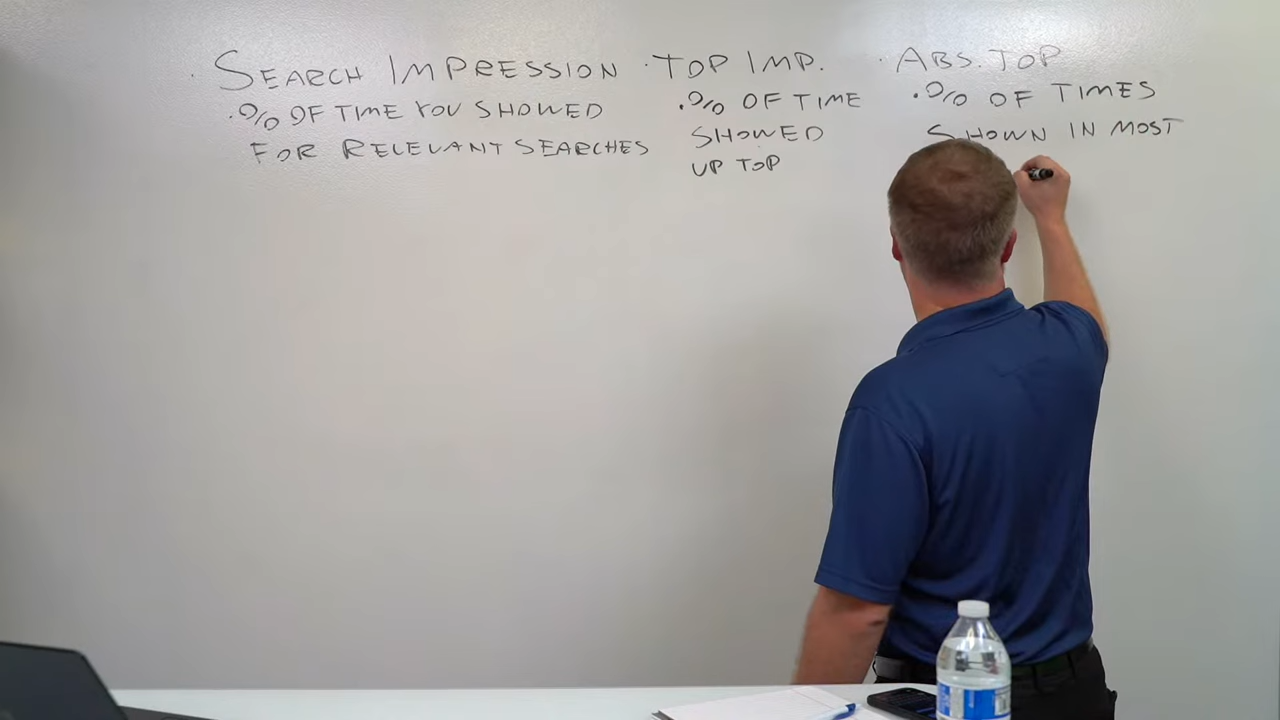 · SEARCH IMPRESSION
· % OF TIME YOU SHOWED
FOR RELEVANT SEARCHES
· TOP IMP.
· % OF TIME
SHOWED
UP TOP
· ABS. TOP
· % OF TIMES
SHOWN IN MOST